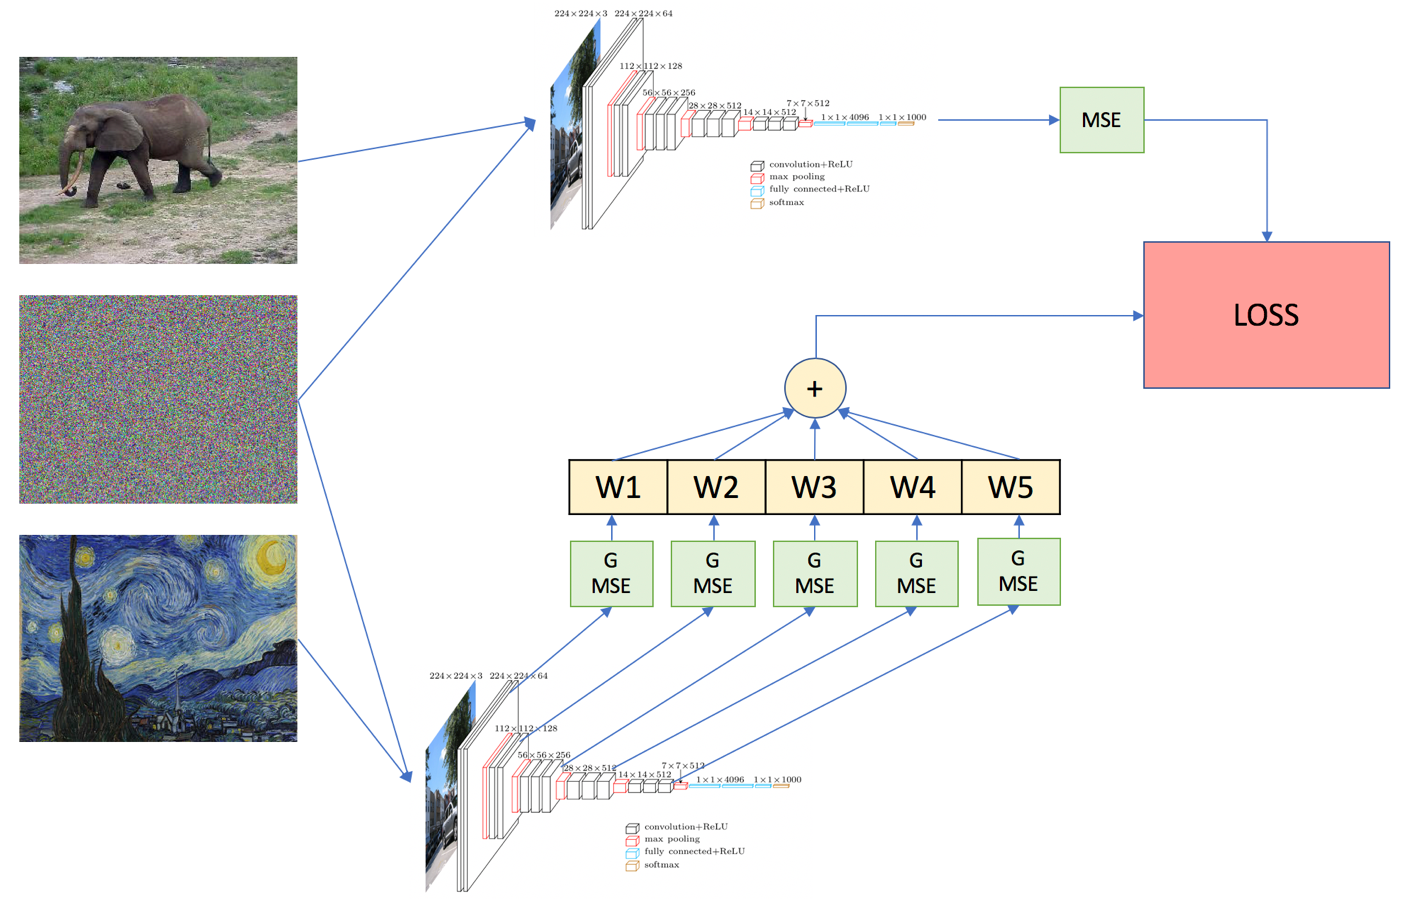 224×224×3 224×224×64
112×112×128
56×56×256
28×28×512
14×14×512
7×7×512
1×1×4096 1×1×1000
convolution+ReLU
max pooling
fully connected+ReLU
softmax
MSE
LOSS
+
W1 W2 W3 W4 W5
G G G G G
MSE MSE MSE MSE MSE
224×224×3 224×224×64
112×112×128
56×56×256
28×28×512
14×14×512
7×7×512
1×1×4096 1×1×1000
convolution+ReLU
max pooling
fully connected+ReLU
softmax